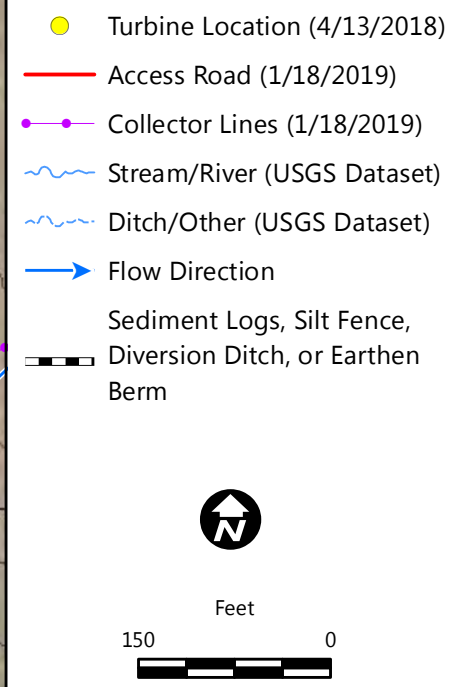 Turbine Location (4/13/2018)
Access Road (1/18/2019)
Collector Lines (1/18/2019)
Stream/River (USGS Dataset)
Ditch/Other (USGS Dataset)
Flow Direction
Sediment Logs, Silt Fence,
Diversion Ditch, or Earthen
Berm
N
Feet
150 0